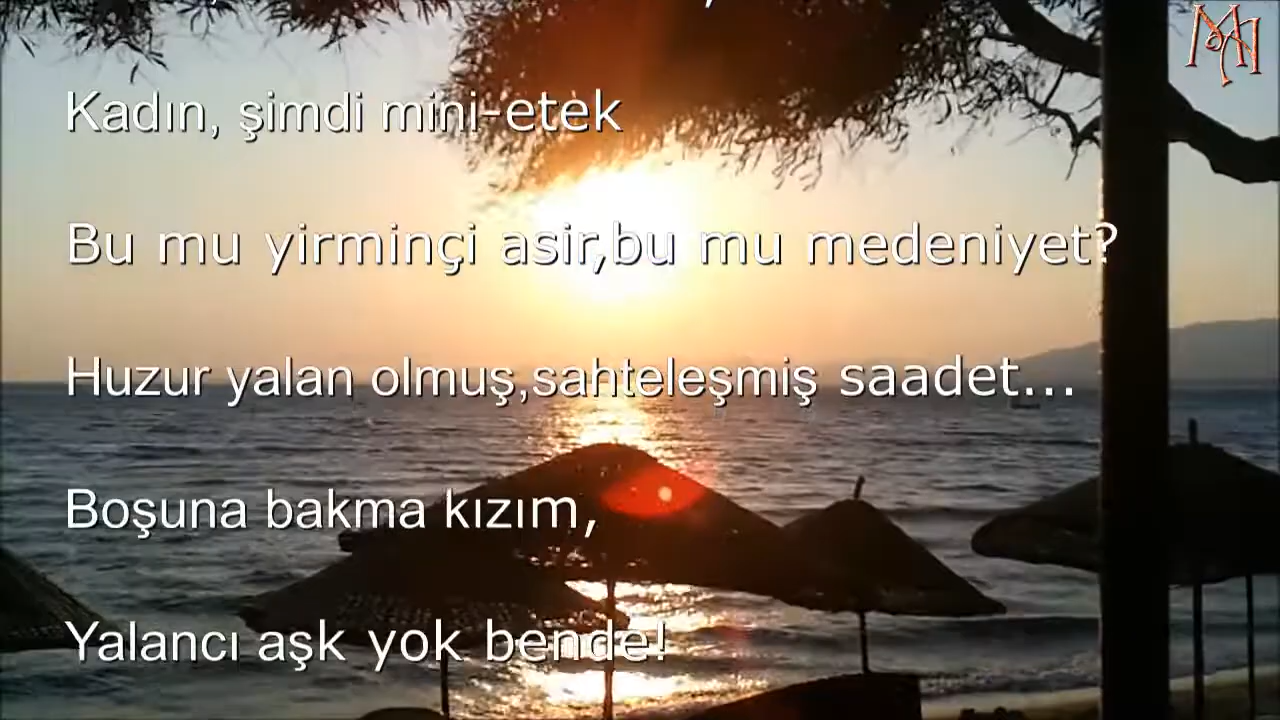 Kadın, şimdi mini-etek
Bu mu yirminçi asir,bu mu medeniyet?
Huzur yalan olmuş,sahteleşmiş saadet...
Boşuna bakma kızım,
Yalancı aşk yok bende!